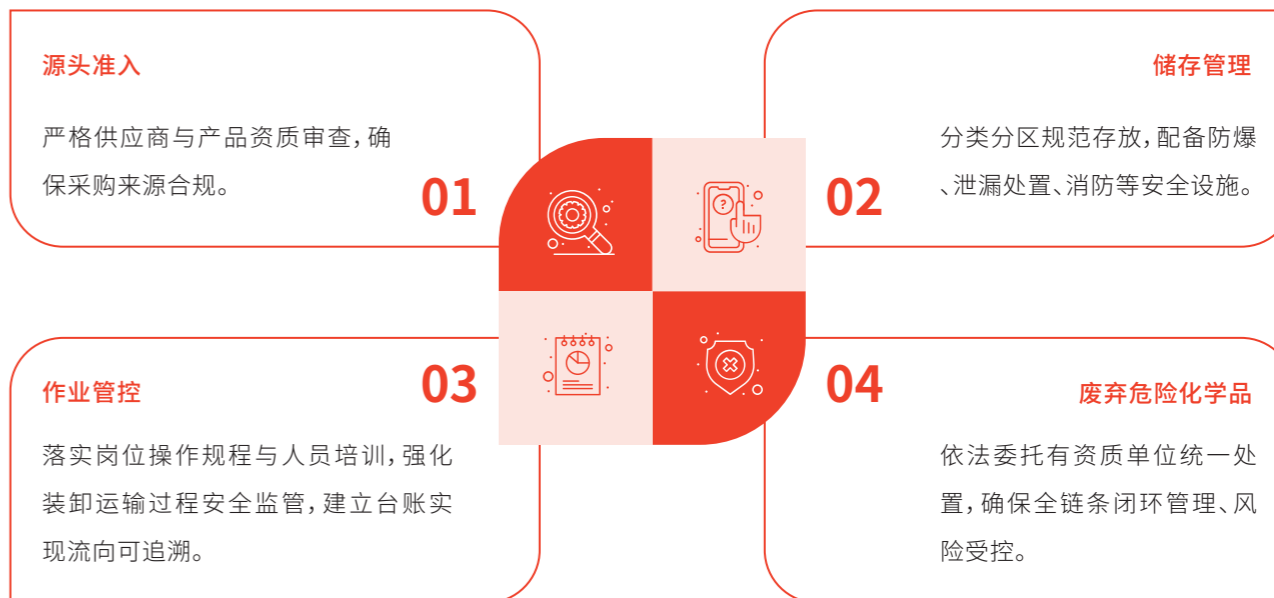 源头准入
严格供应商与产品资质审查，确
保采购来源合规。
01
储存管理
分类分区规范存放，配备防爆
、泄漏处置、消防等安全设施。
02
作业管控
03
落实岗位操作规程与人员培训，强化
装卸运输过程安全监管，建立台账实
现流向可追溯。
04
废弃危险化学品
依法委托有资质单位统一处
置，确保全链条闭环管理、风
险受控。
?